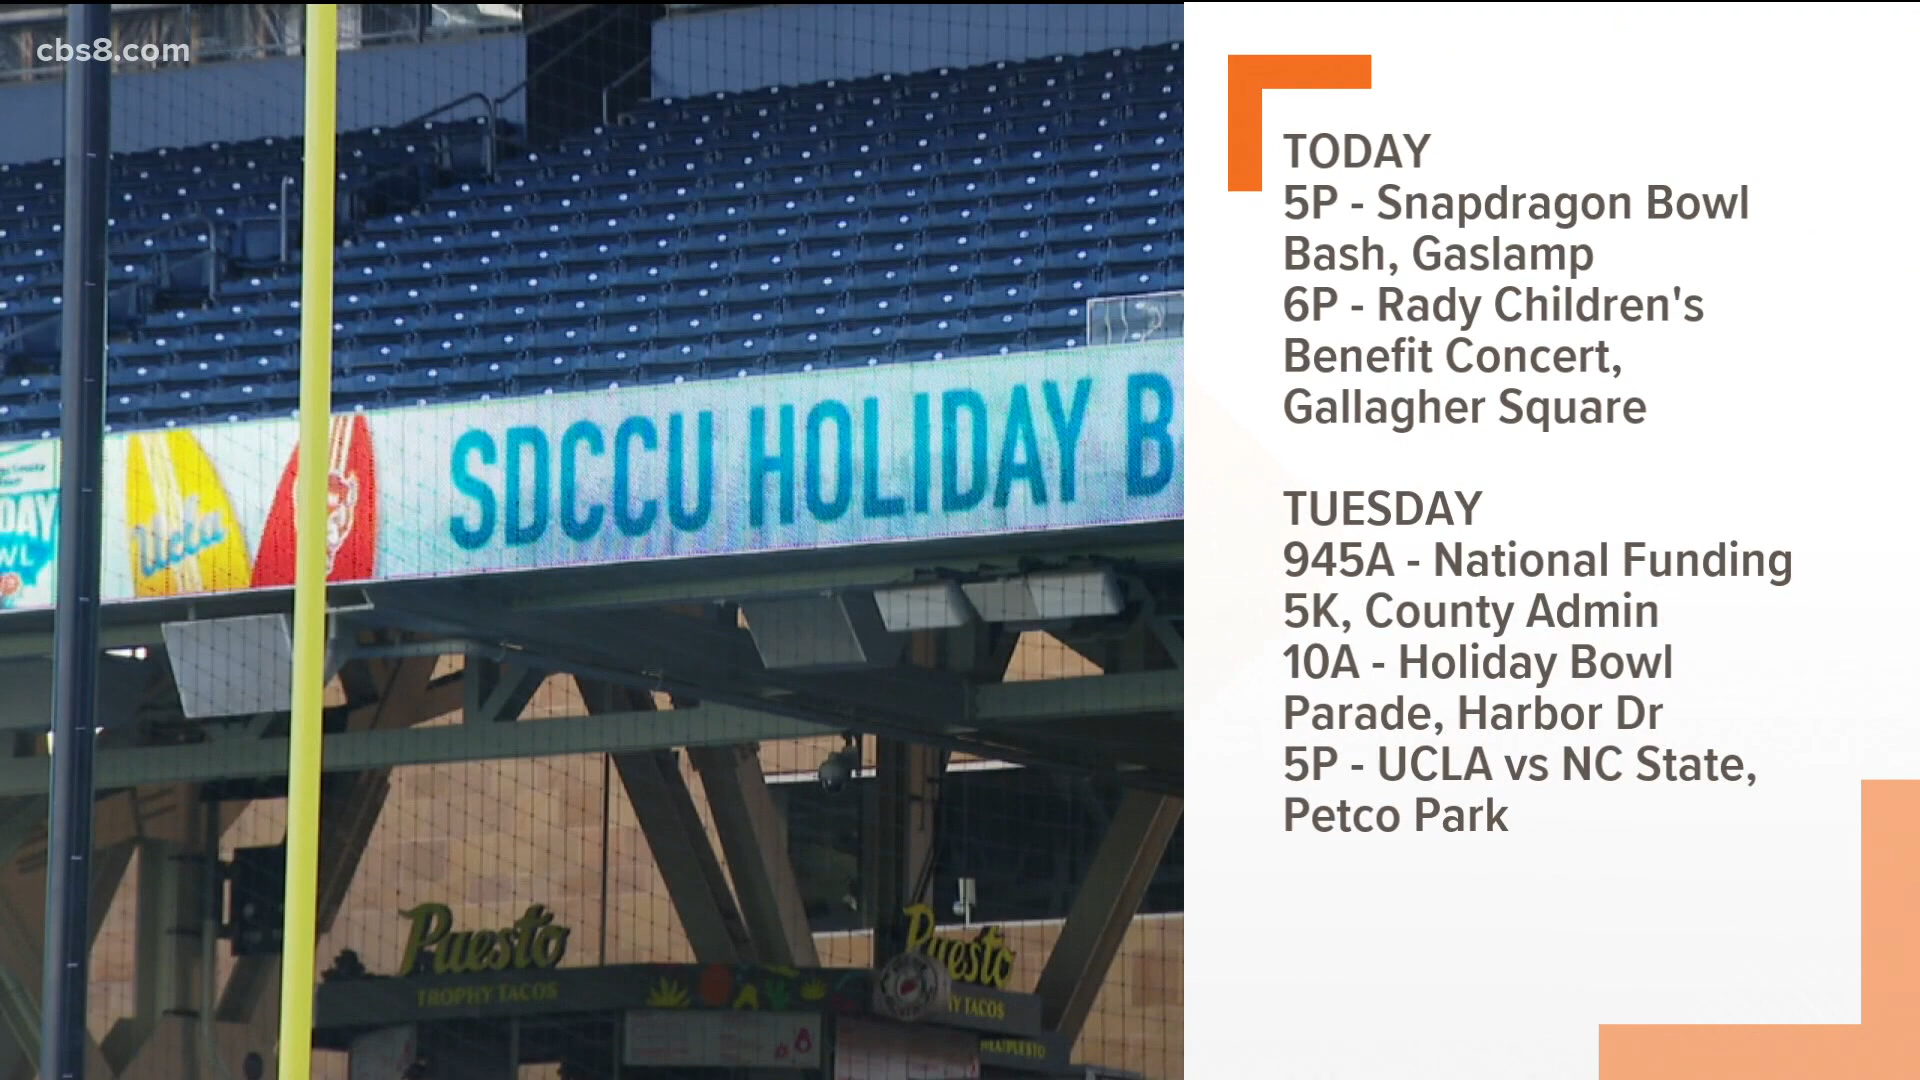 cbs8.com
SDCCU HOLIDAY B
DAY
WL
Ucla
Puesto
TROPHY TACOS
Puesto
TACOS
TODAY
5P - Snapdragon Bowl
Bash, Gaslamp
6P - Rady Children's
Benefit Concert,
Gallagher Square
TUESDAY
945A - National Funding
5K, County Admin
10A - Holiday Bowl
Parade, Harbor Dr
5P - UCLA vs NC State,
Petco Park